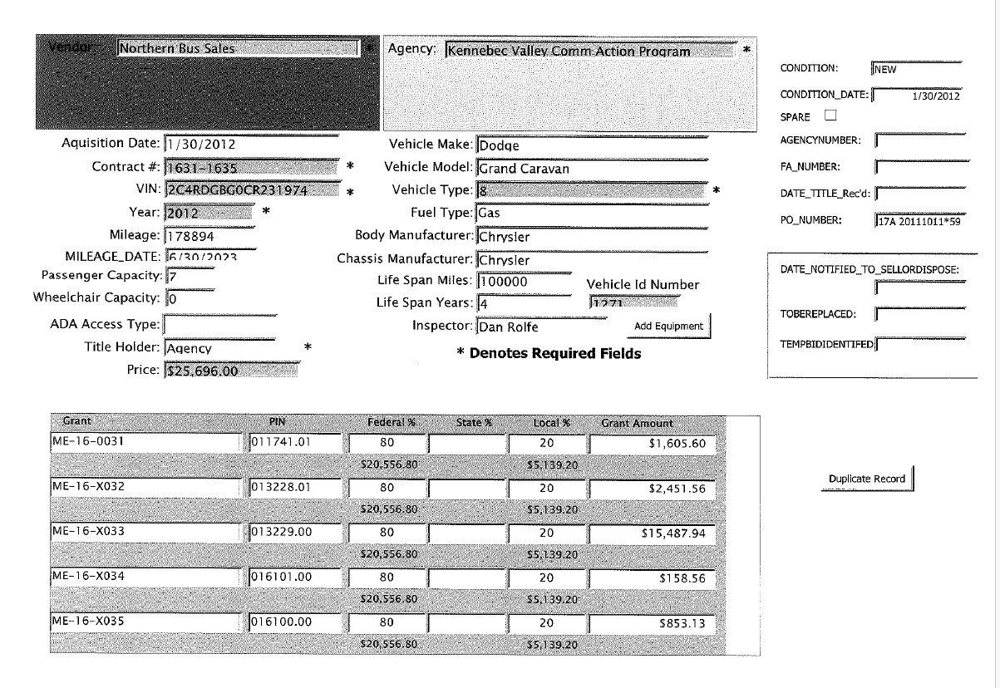 Vendor: Northern Bus Sales *
Agency: Kennebec Valley Comm Action Program *
CONDITION: NEW
CONDITION_DATE: 1/30/2012
SPARE
AGENCYNUMBER:
FA_NUMBER:
DATE_TITLE_Rec'd:
PO_NUMBER: 17A 20111011*59
Aquisition Date: 1/30/2012
Contract #: 1631-1635 *
VIN: 2C4RDGBG0CR231974 *
Year: 2012 *
Mileage: 178894
MILEAGE_DATE: 6/30/2023
Passenger Capacity: 7
Wheelchair Capacity: 0
ADA Access Type:
Title Holder: Agency *
Price: $25,696.00
Vehicle Make: Dodge
Vehicle Model: Grand Caravan
Vehicle Type: 8 *
Fuel Type: Gas
Body Manufacturer: Chrysler
Chassis Manufacturer: Chrysler
Life Span Miles: 100000
Life Span Years: 4
Vehicle Id Number
1271
Inspector: Dan Rolfe
Add Equipment
* Denotes Required Fields
DATE_NOTIFIED_TO_SELLORDISPOSE:
TOBEREPLACED:
TEMPBIDIDENTIFED
Grant PIN Federal % State % Local % Grant Amount
ME-16-0031 011741.01 80 20 $1,605.60
$20,556.80 $5,139.20
ME-16-X032 013228.01 80 20 $2,451.56
$20,556.80 $5,139.20
ME-16-X033 013229.00 80 20 $15,487.94
$20,556.80 $5,139.20
ME-16-X034 016101.00 80 20 $158.56
$20,556.80 $5,139.20
ME-16-X035 016100.00 80 20 $853.13
$20,556.80 $5,139.20
Duplicate Record